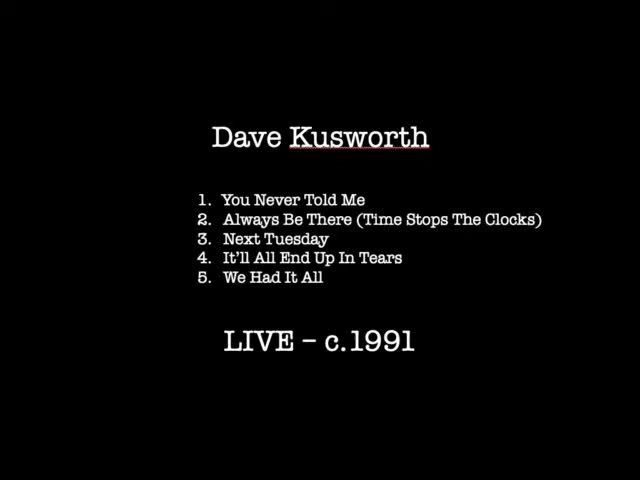 Dave Kusworth
1. You Never Told Me
2. Always Be There (Time Stops The Clocks)
3. Next Tuesday
4. It'll All End Up In Tears
5. We Had It All
LIVE – c.1991